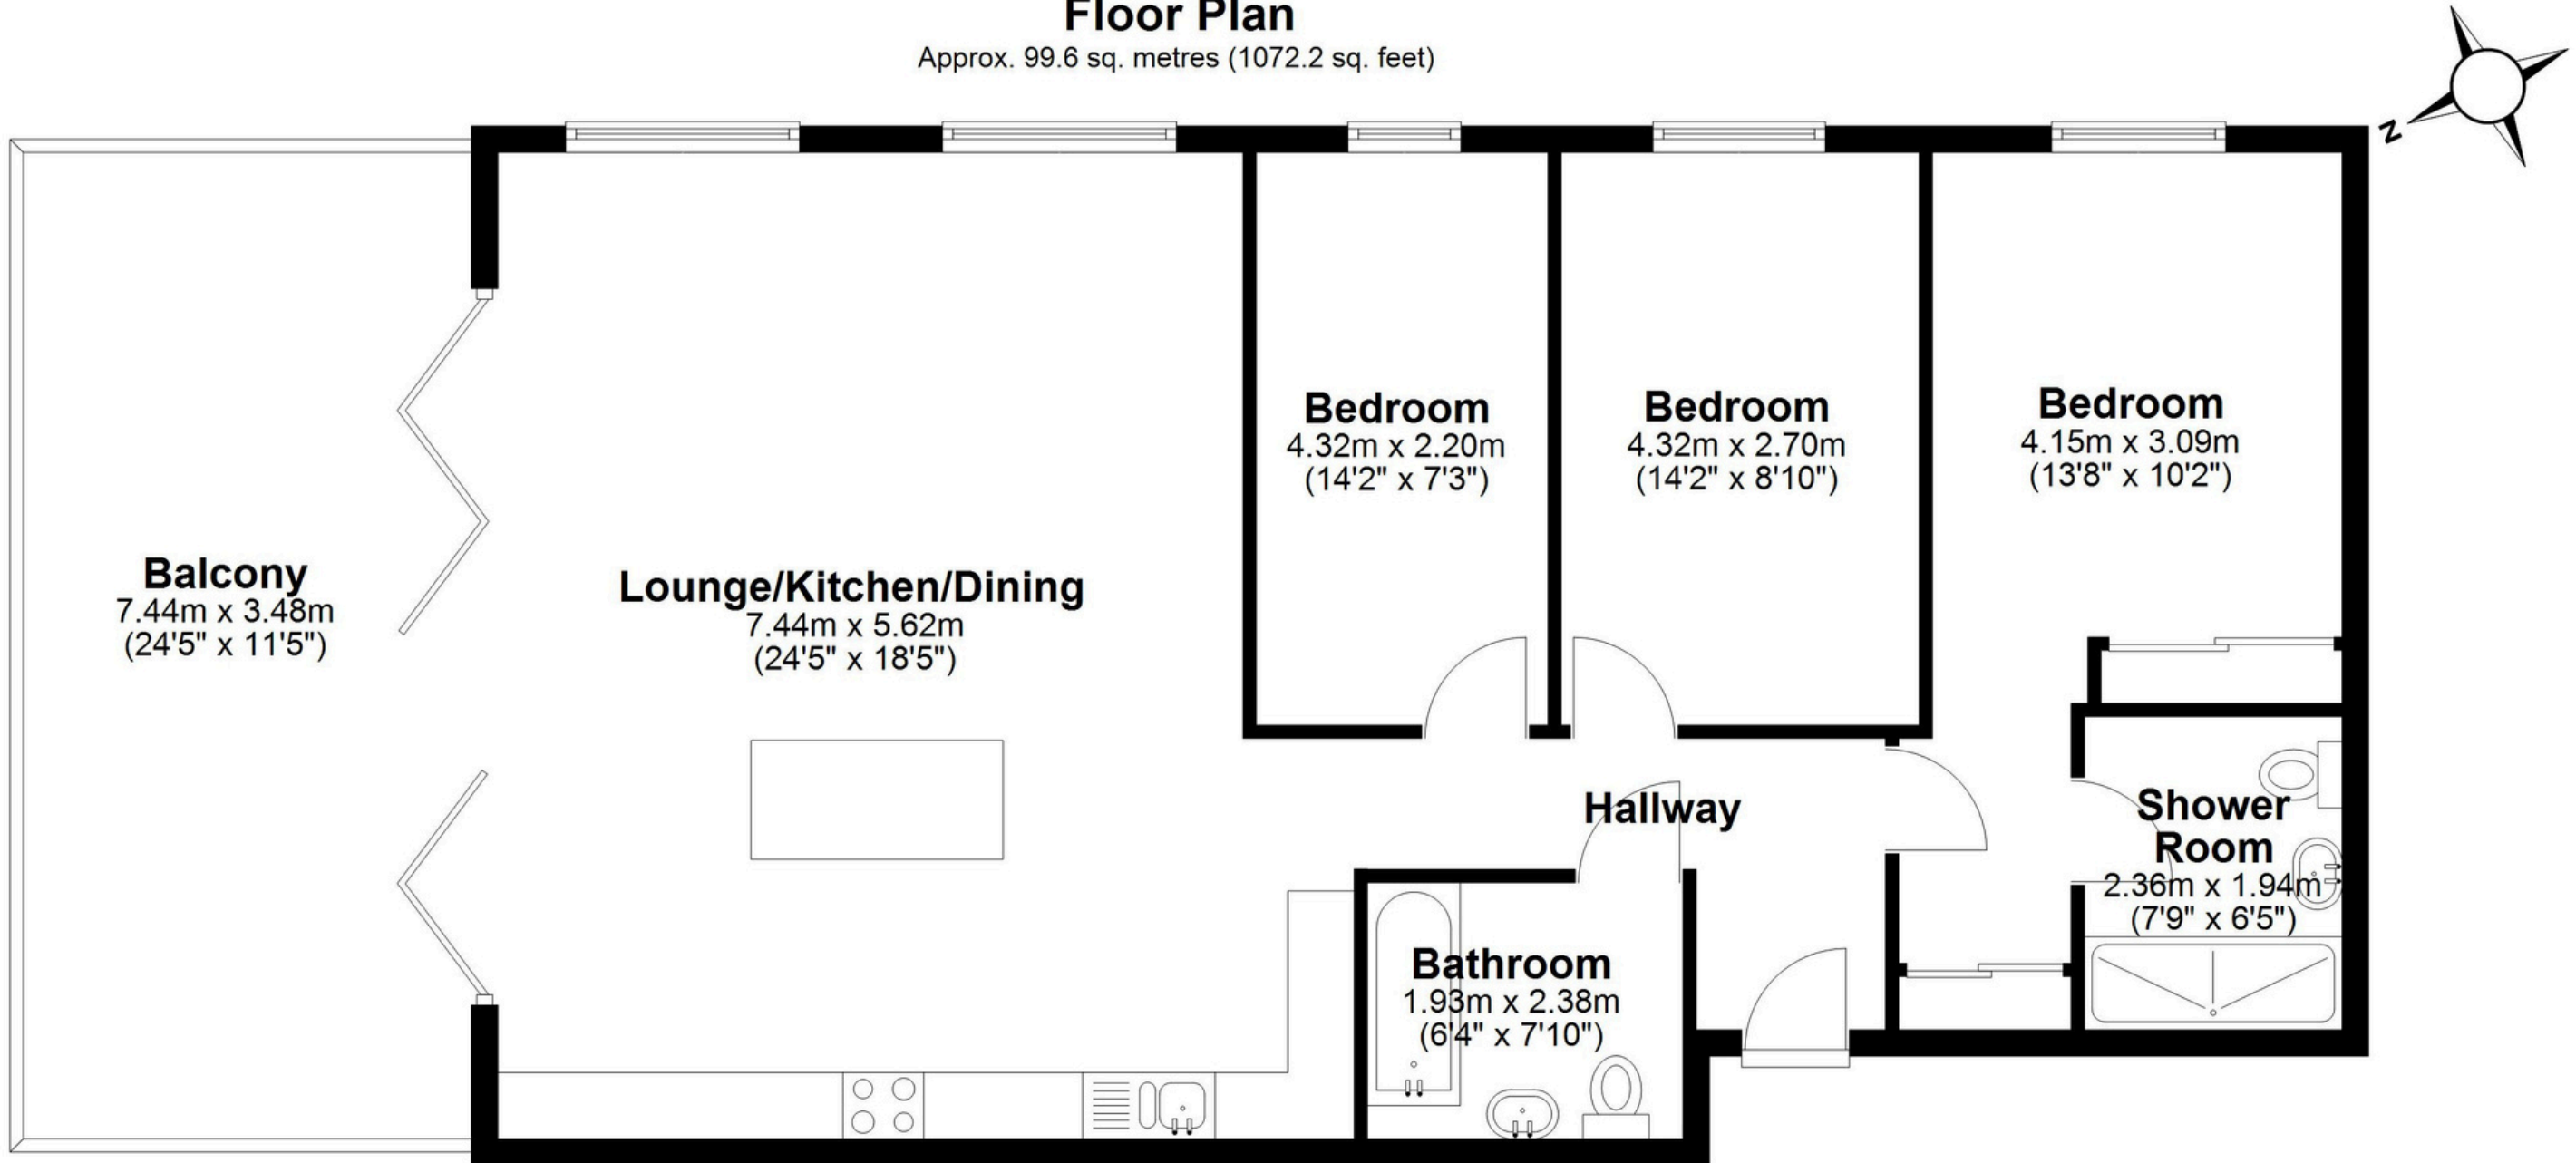 Floor Plan
Approx. 99.6 sq. metres (1072.2 sq. feet)
N
Bedroom
4.32m x 2.20m
(14'2" x 7'3")
Bedroom
4.32m x 2.70m
(14'2" x 8'10")
Bedroom
4.15m x 3.09m
(13'8" x 10'2")
Balcony
7.44m x 3.48m
(24'5" x 11'5")
Lounge/Kitchen/Dining
7.44m x 5.62m
(24'5" x 18'5")
Hallway
Shower
Room
2.36m x 1.94m
(7'9" x 6'5")
Bathroom
1.93m x 2.38m
(6'4" x 7'10")